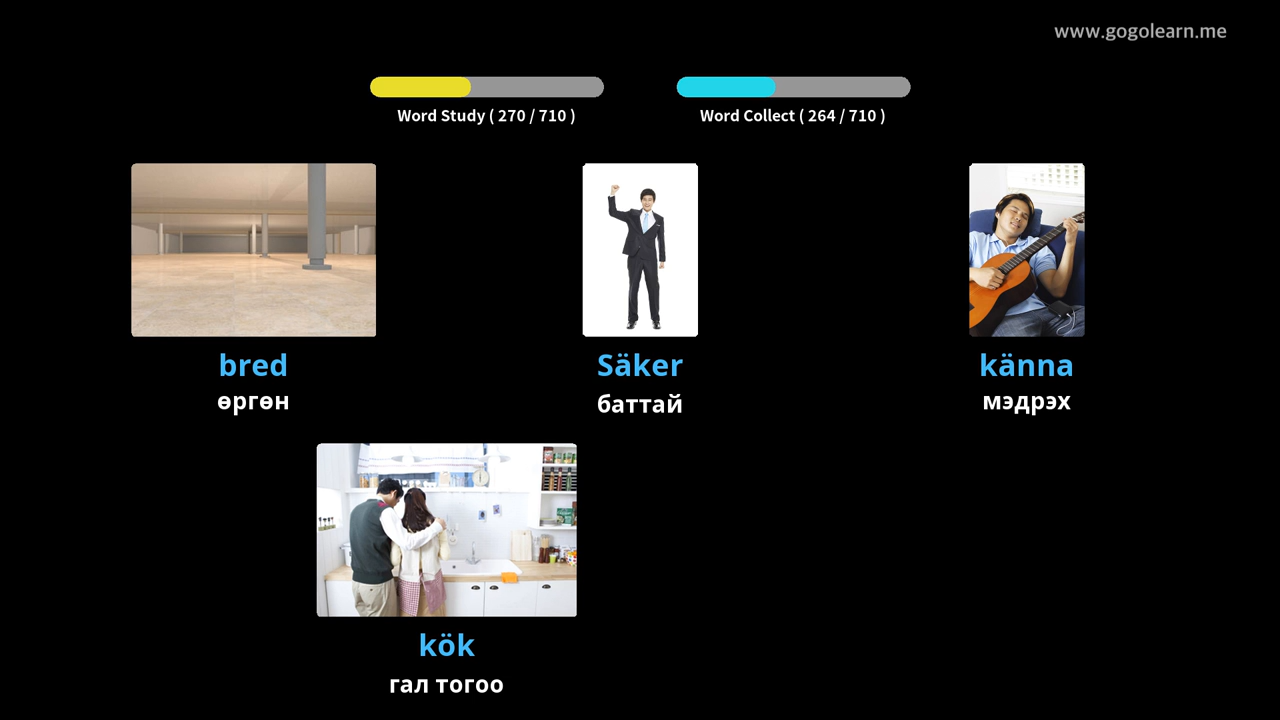 www.gogolearn.me
Word Study ( 270 / 710 )
Word Collect ( 264 / 710 )
bred
өргөн
Säker
баттай
känna
мэдрэх
kök
гал тогоо